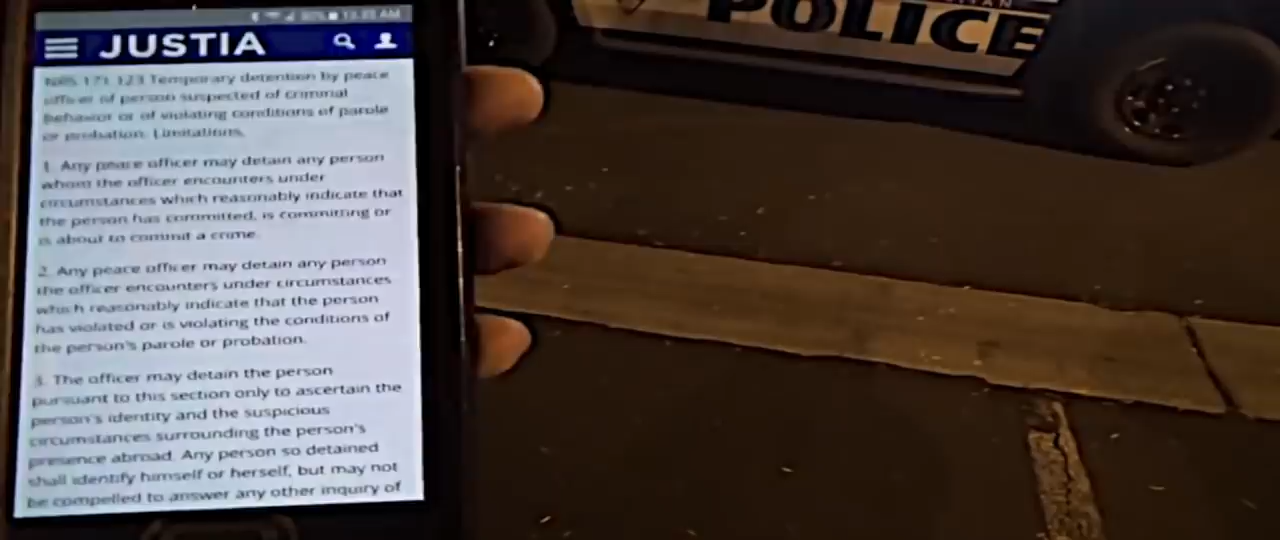 11:33 AM
JUSTIA
NRS 171.123 Temporary detention by peace
officer of person suspected of criminal
behavior or of violating conditions of parole
or probation. Limitations.
1. Any peace officer may detain any person
whom the officer encounters under
circumstances which reasonably indicate that
the person has committed, is committing or
is about to commit a crime.
2. Any peace officer may detain any person
the officer encounters under circumstances
which reasonably indicate that the person
has violated or is violating the conditions of
the person's parole or probation.
3. The officer may detain the person
pursuant to this section only to ascertain the
person's identity and the suspicious
circumstances surrounding the person's
presence abroad. Any person so detained
shall identify himself or herself, but may not
be compelled to answer any other inquiry of
POLICE